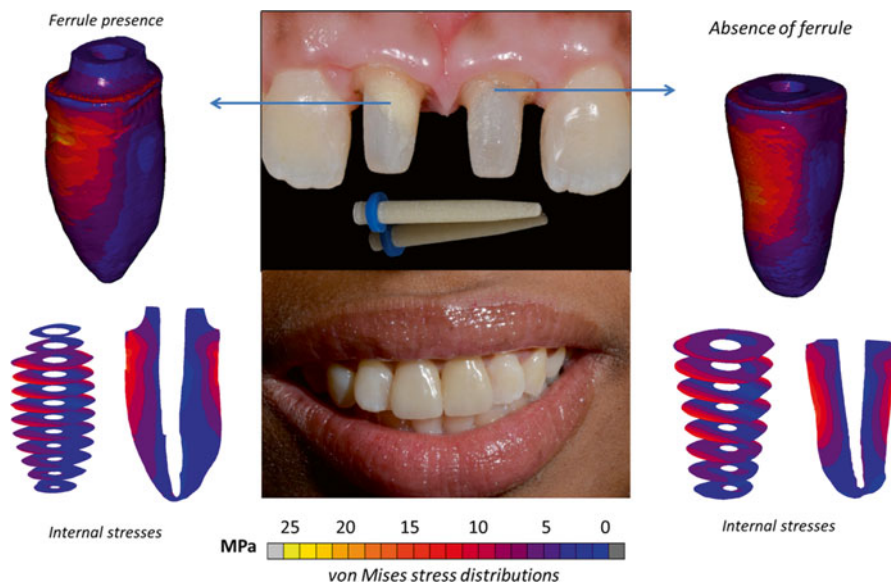 Ferrule presence
Absence of ferrule
Internal stresses
Internal stresses
25 20 15 10 5 0
MPa
von Mises stress distributions